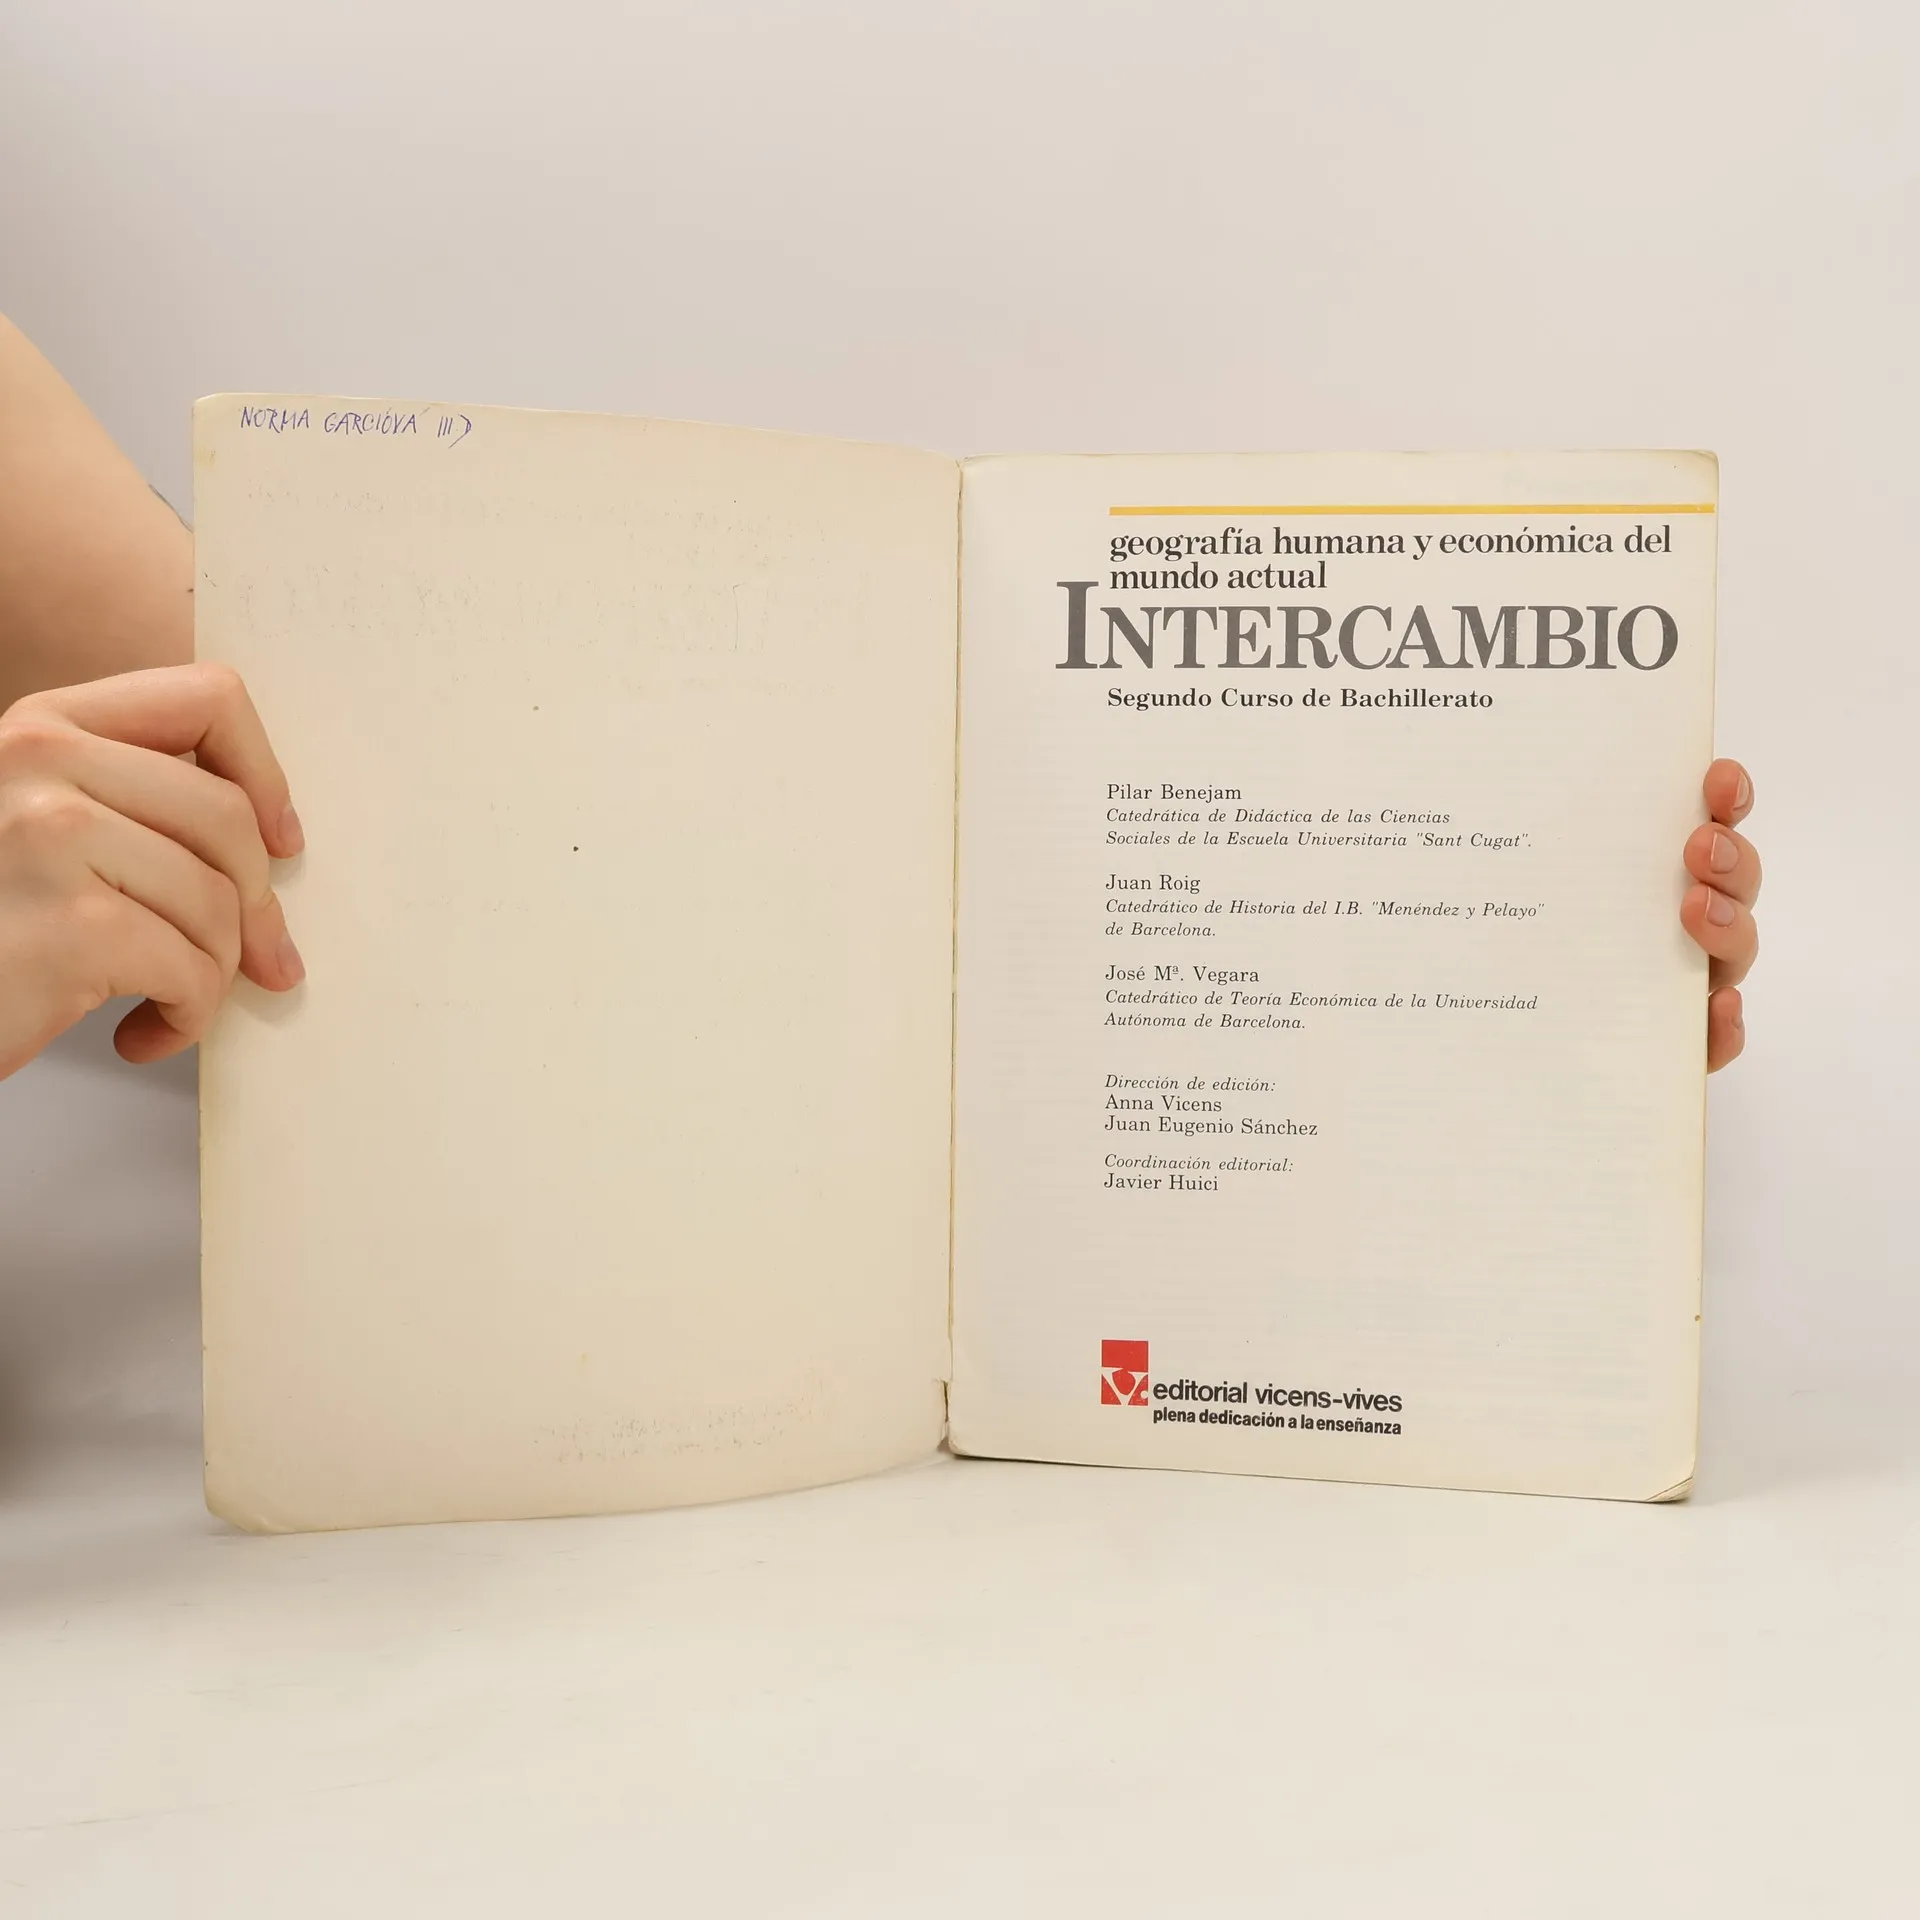 NORMA GARCIÓVÁ III D
geografía humana y económica del
mundo actual
INTERCAMBIO
Segundo Curso de Bachillerato
Pilar Benejam
Catedrática de Didáctica de las Ciencias
Sociales de la Escuela Universitaria "Sant Cugat".
Juan Roig
Catedrático de Historia del I.B. "Menéndez y Pelayo"
de Barcelona.
José Mª. Vegara
Catedrático de Teoría Económica de la Universidad
Autónoma de Barcelona.
Dirección de edición:
Anna Vicens
Juan Eugenio Sánchez
Coordinación editorial:
Javier Huici
editorial vicens-vives
plena dedicación a la enseñanza